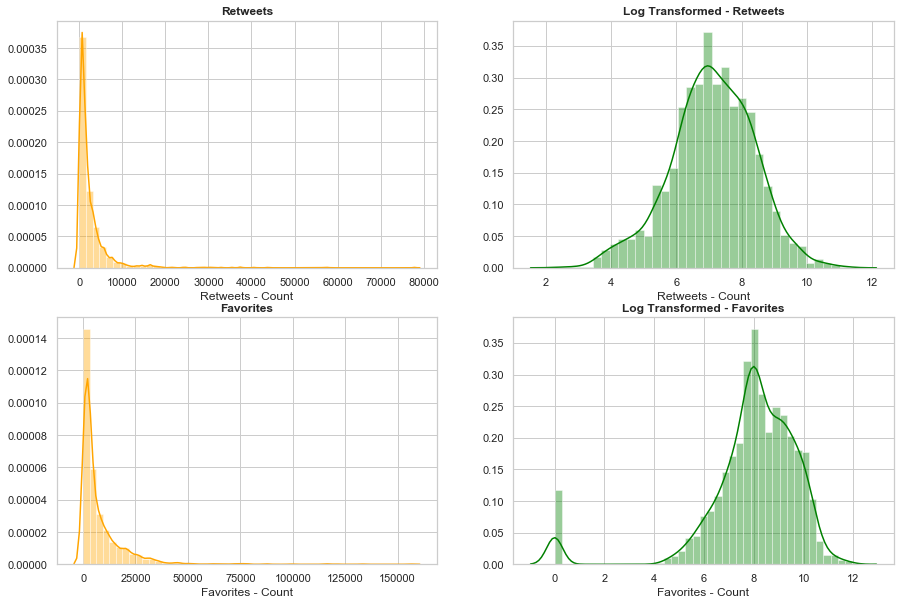 Retweets
0.00035
0.00030
0.00025
0.00020
0.00015
0.00010
0.00005
0.00000
0 10000 20000 30000 40000 50000 60000 70000 80000
Retweets - Count
Log Transformed - Retweets
0.35
0.30
0.25
0.20
0.15
0.10
0.05
0.00
2 4 6 8 10 12
Retweets - Count
Favorites
0.00014
0.00012
0.00010
0.00008
0.00006
0.00004
0.00002
0.00000
0 25000 50000 75000 100000 125000 150000
Favorites - Count
Log Transformed - Favorites
0.35
0.30
0.25
0.20
0.15
0.10
0.05
0.00
0 2 4 6 8 10 12
Favorites - Count